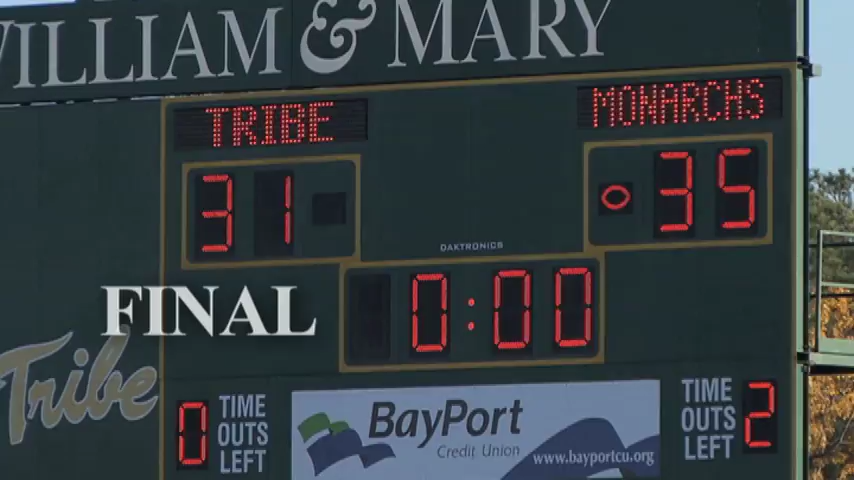 WILLIAM & MARY
TRIBE
MONARCHS
31
35
DAKTRONICS
0:00
FINAL
Tribe
0
TIME
OUTS
LEFT
BayPort
Credit Union
www.bayportcu.org
TIME
OUTS
LEFT
2